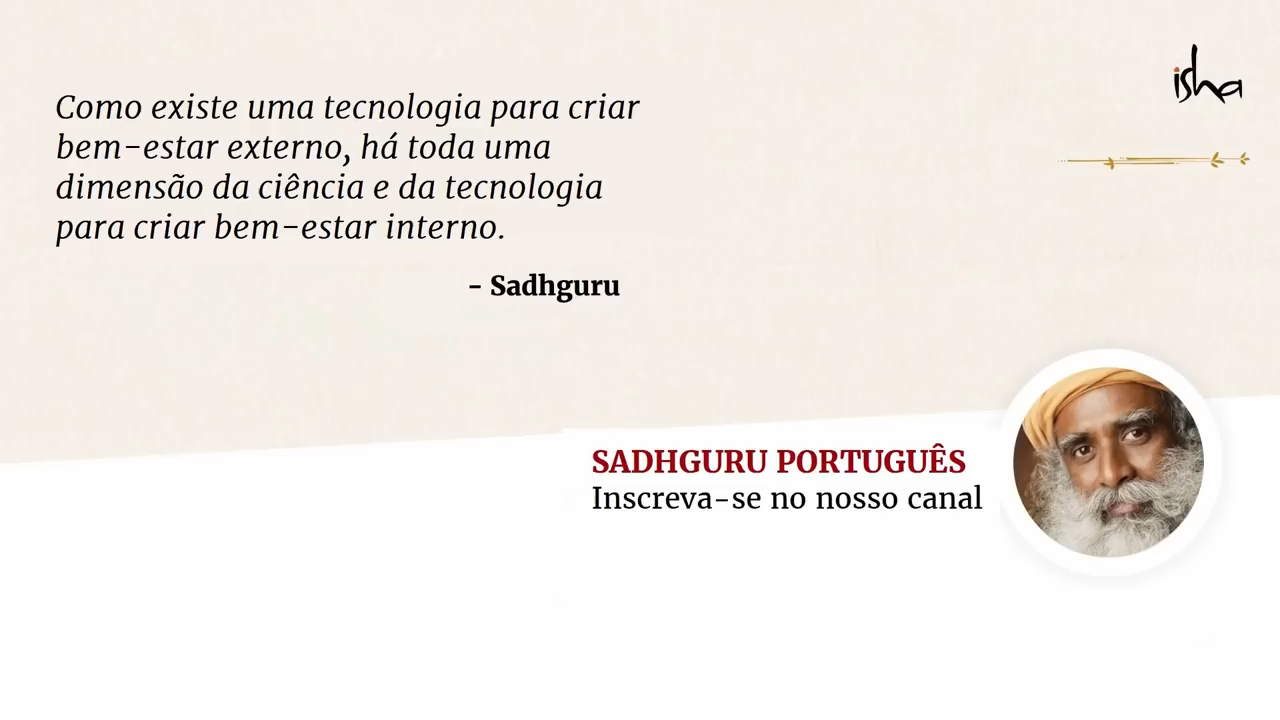 Como existe uma tecnologia para criar
bem-estar externo, há toda uma
dimensão da ciência e da tecnologia
para criar bem-estar interno.
- Sadhguru
isha
SADHGURU PORTUGUÊS
Inscreva-se no nosso canal